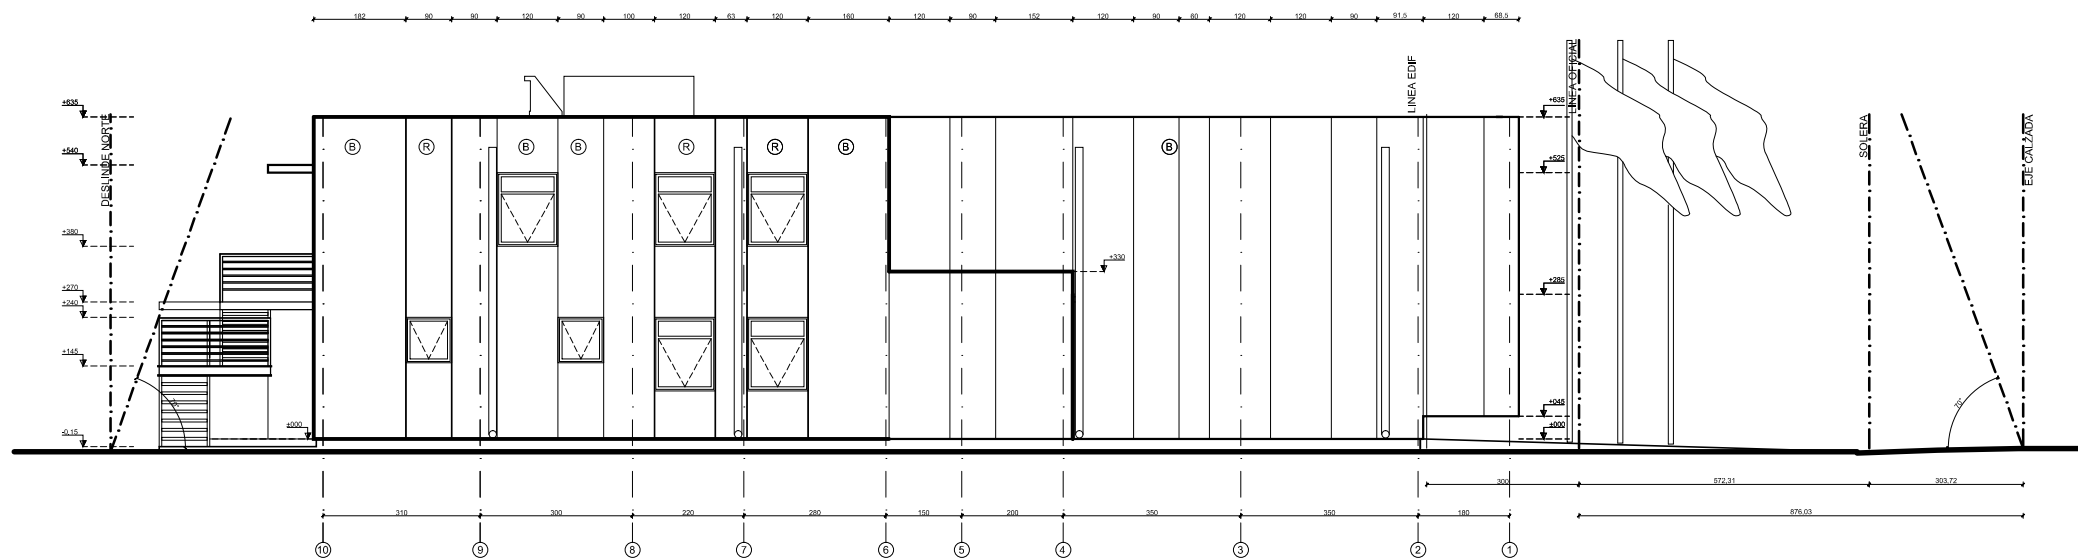 182 90 90 120 90 100 120 63 120 160 120 90 152 120 90 60 120 120 90 91,5 120 68,5
LINEA EDIF
LINEA OFICIAL
+635
+635
DESLINDE NORTE
SOLERA
EJE CALZADA
B R B B R R B B
+540
+525
+380
+330
+270
+285
+240
+145
+045
±000
±000
-0.15
70°
70°
300 572,31 303,72
310 300 220 280 150 200 350 350 180 876,03
10 9 8 7 6 5 4 3 2 1